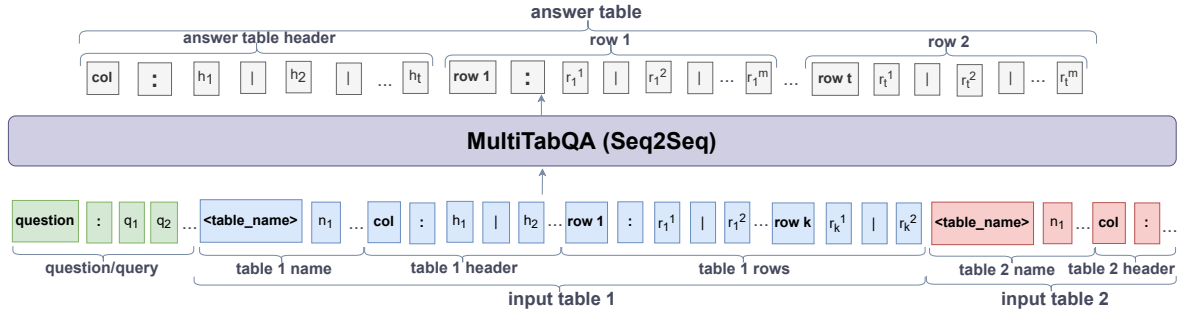 answer table
answer table header row 1 row 2
col : h1 | h2 | ... ht row 1 : r1^1 | r1^2 | ... r1^m ... row t rt^1 | rt^2 | ... rt^m
MultiTabQA (Seq2Seq)
question : q1 q2 ... <table_name> n1 ... col : h1 | h2 ... row 1 : r1^1 | r1^2 ... row k rk^1 | rk^2 <table_name> n1 ... col : ...
question/query table 1 name table 1 header table 1 rows table 2 name table 2 header
input table 1 input table 2